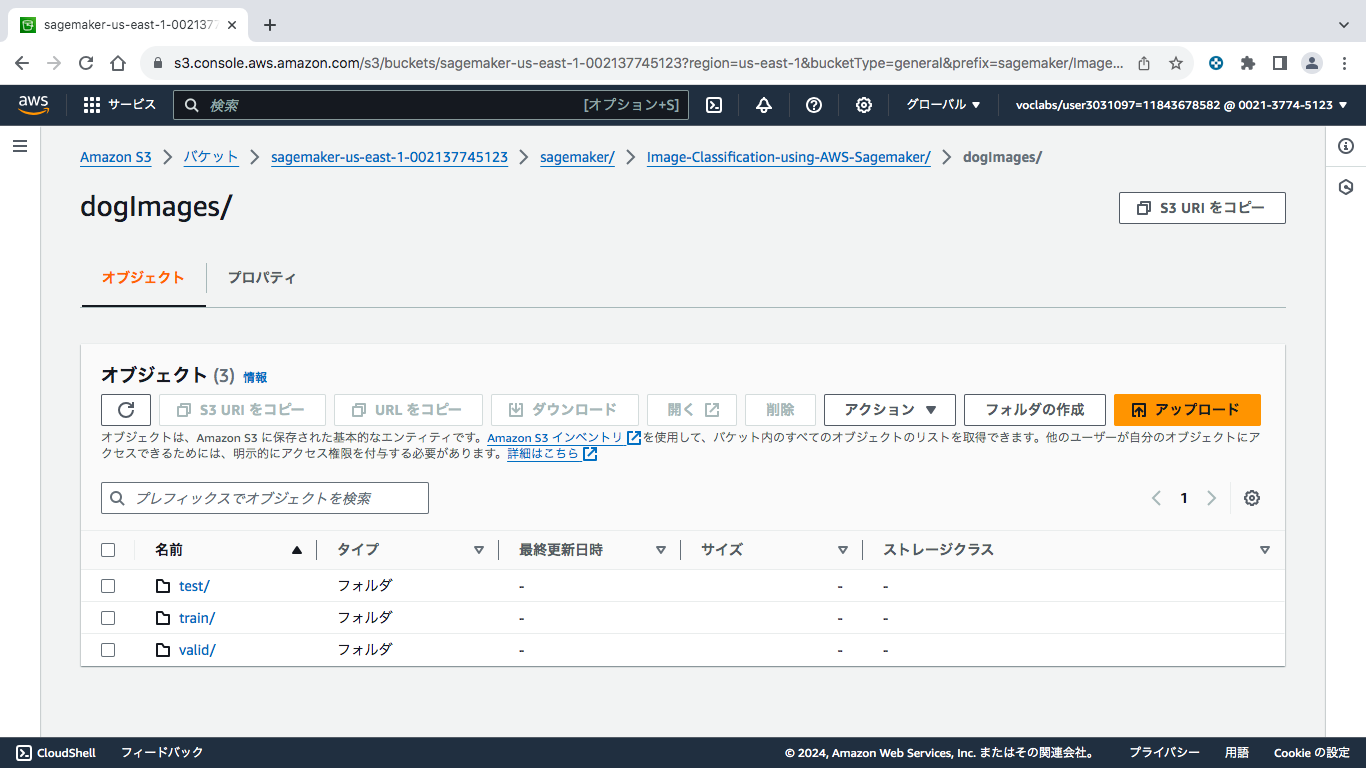 sagemaker-us-east-1-0021377
s3.console.aws.amazon.com/s3/buckets/sagemaker-us-east-1-002137745123?region=us-east-1&bucketType=general&prefix=sagemaker/Image...
aws サービス 検索 [オプション+S] グローバル voclabs/user3031097=11843678582 @ 0021-3774-5123
Amazon S3 バケット sagemaker-us-east-1-002137745123 sagemaker/ Image-Classification-using-AWS-Sagemaker/ dogImages/
dogImages/
S3 URI をコピー
オブジェクト プロパティ
オブジェクト (3) 情報
S3 URI をコピー URL をコピー ダウンロード 開く 削除 アクション フォルダの作成 アップロード
オブジェクトは、Amazon S3 に保存された基本的なエンティティです。Amazon S3 インベントリ を使用して、バケット内のすべてのオブジェクトのリストを取得できます。他のユーザーが自分のオブジェクトにア
クセスできるためには、明示的にアクセス権限を付与する必要があります。詳細はこちら
プレフィックスでオブジェクトを検索 1
名前 タイプ 最終更新日時 サイズ ストレージクラス
test/ フォルダ - - -
train/ フォルダ - - -
valid/ フォルダ - - -
CloudShell フィードバック © 2024, Amazon Web Services, Inc. またはその関連会社。 プライバシー 用語 Cookie の設定